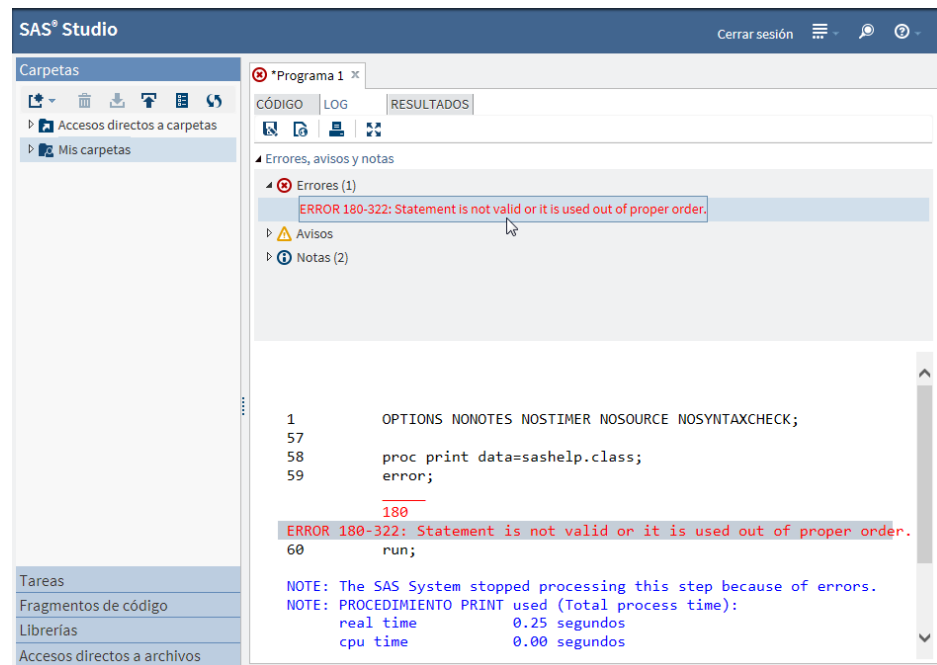 SAS® Studio
Cerrar sesión
Carpetas
Accesos directos a carpetas
Mis carpetas
Tareas
Fragmentos de código
Librerías
Accesos directos a archivos
*Programa 1
CÓDIGO LOG RESULTADOS
Errores, avisos y notas
Errores (1)
ERROR 180-322: Statement is not valid or it is used out of proper order.
Avisos
Notas (2)
1 OPTIONS NONOTES NOSTIMER NOSOURCE NOSYNTAXCHECK;
57
58 proc print data=sashelp.class;
59 error;
_____
180
ERROR 180-322: Statement is not valid or it is used out of proper order.
60 run;
NOTE: The SAS System stopped processing this step because of errors.
NOTE: PROCEDIMIENTO PRINT used (Total process time):
real time 0.25 segundos
cpu time 0.00 segundos